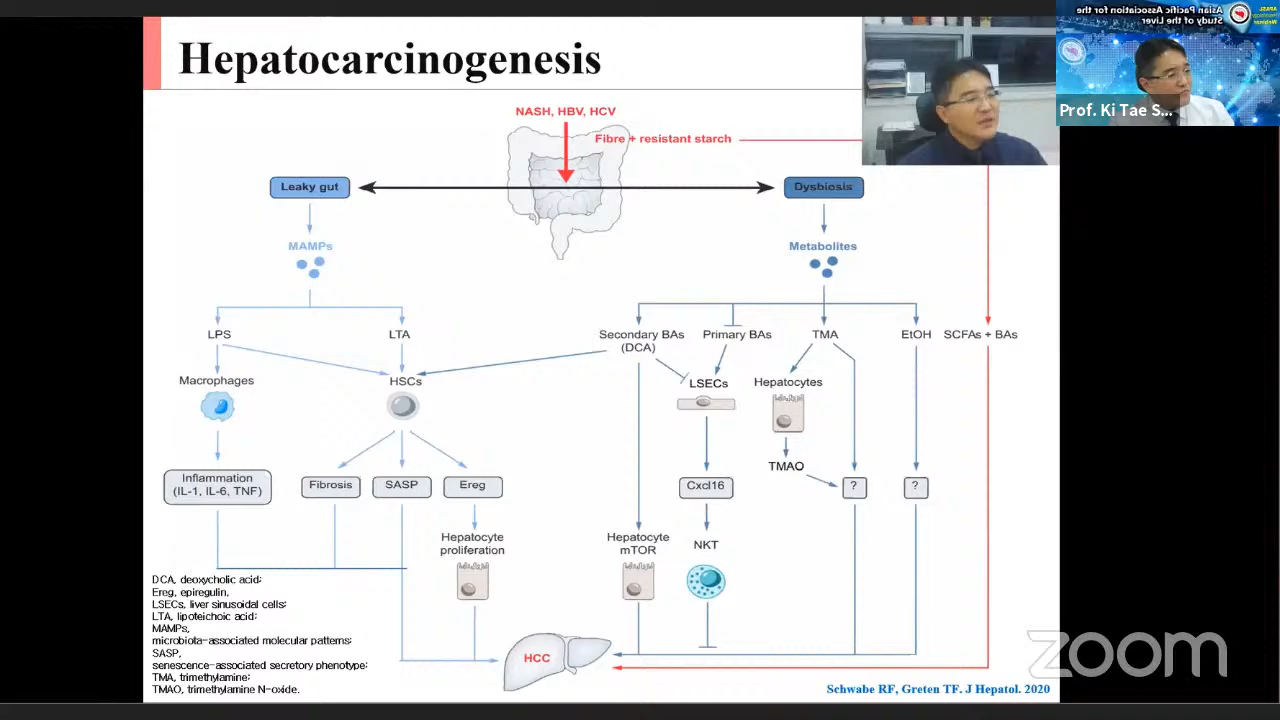 Hepatocarcinogenesis
Asian Pacific Association for the
Study of the Liver
Prof. Ki Tae S...
NASH, HBV, HCV
Fibre + resistant starch
Leaky gut
Dysbiosis
MAMPs
Metabolites
LPS
LTA
Secondary BAs
(DCA)
Primary BAs
TMA
EtOH
SCFAs + BAs
Macrophages
HSCs
LSECs
Hepatocytes
TMAO
Inflammation
(IL-1, IL-6, TNF)
Fibrosis
SASP
Ereg
Cxcl16
?
?
Hepatocyte
proliferation
Hepatocyte
mTOR
NKT
HCC
DCA, deoxycholic acid;
Ereg, epiregulin,
LSECs, liver sinusoidal cells;
LTA, lipoteichoic acid;
MAMPs,
microbiota-associated molecular patterns;
SASP,
senescence-associated secretory phenotype;
TMA, trimethylamine;
TMAO, trimethylamine N-oxide.
Schwabe RF, Greten TF. J Hepatol. 2020
zoom